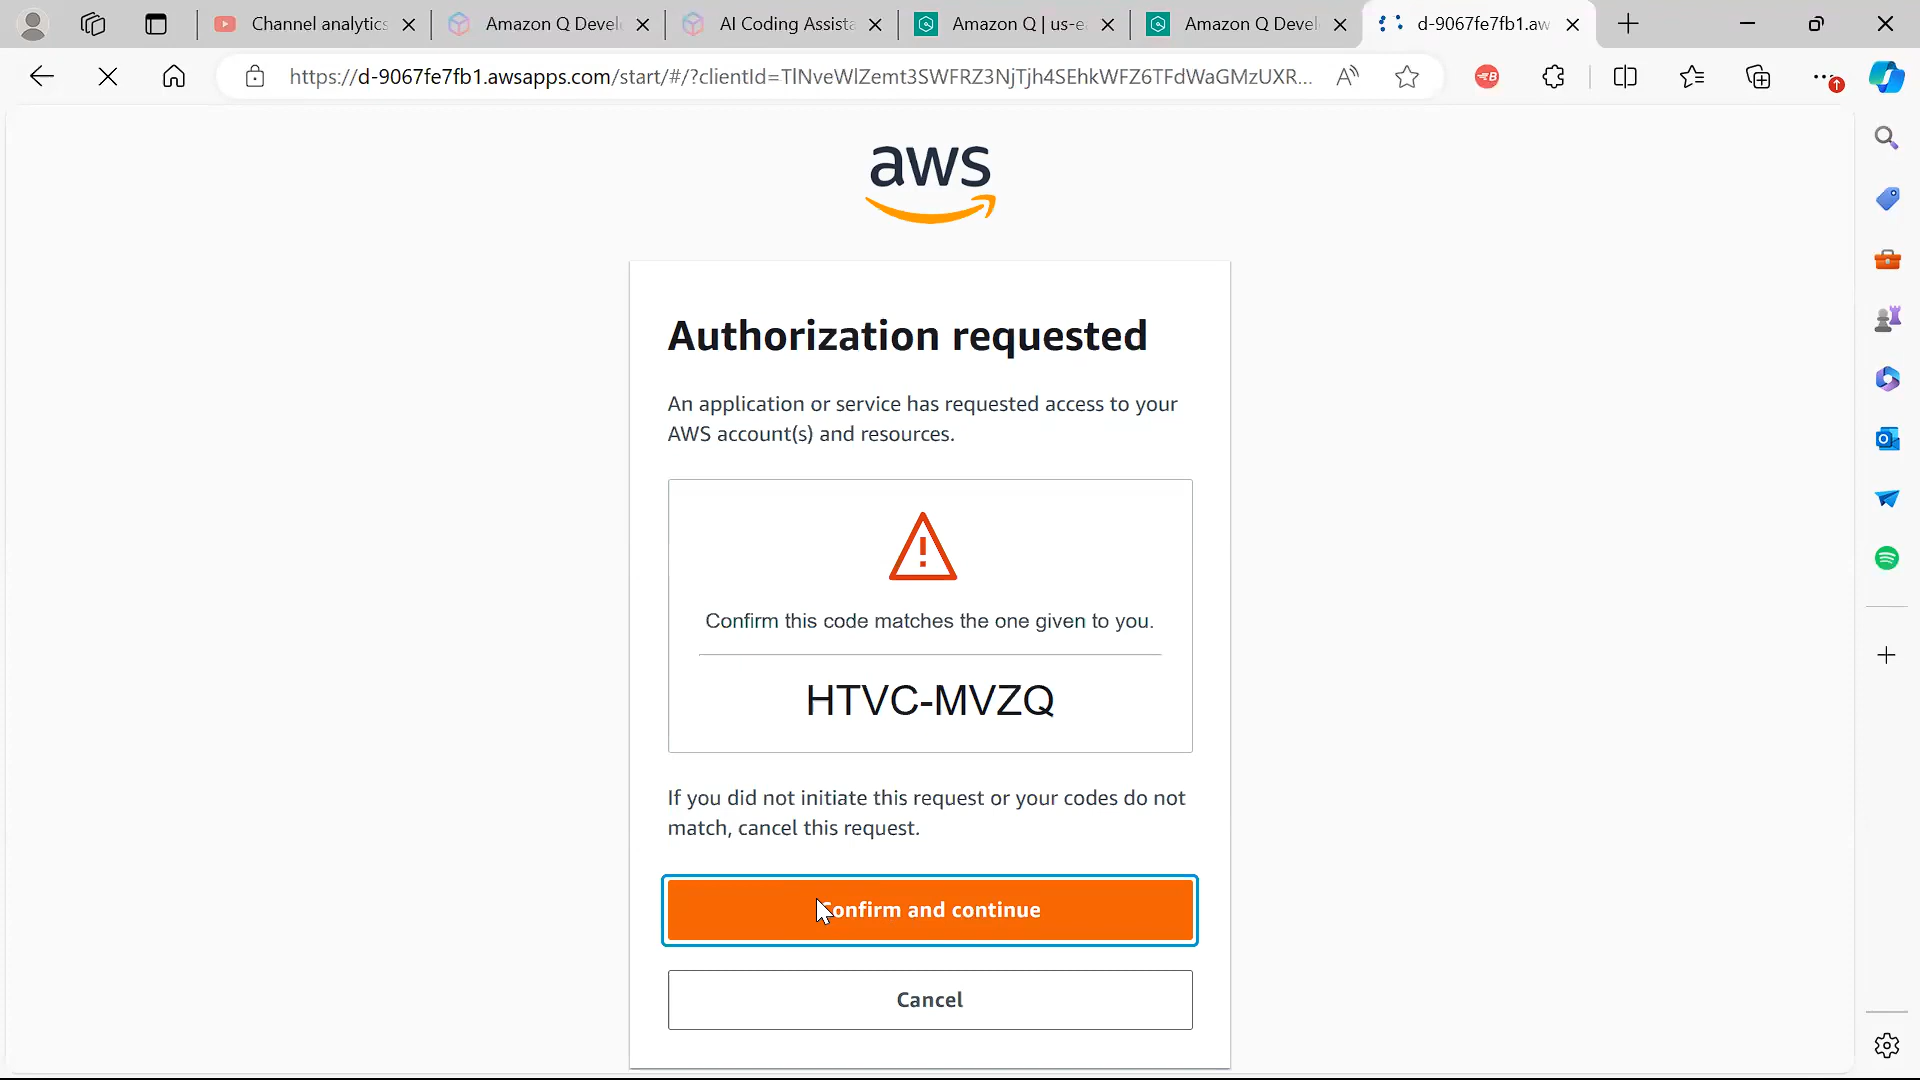 Channel analytics
Amazon Q Devel
AI Coding Assista
Amazon Q | us-ea
Amazon Q Devel
d-9067fe7fb1.aw
https://d-9067fe7fb1.awsapps.com/start/#/?clientId=TlNveWlZemt3SWFRZ3NjTjh4SEhkWFZ6TFdWaGMzUXR...
aws
Authorization requested
An application or service has requested access to your
AWS account(s) and resources.
Confirm this code matches the one given to you.
HTVC-MVZQ
If you did not initiate this request or your codes do not
match, cancel this request.
Confirm and continue
Cancel